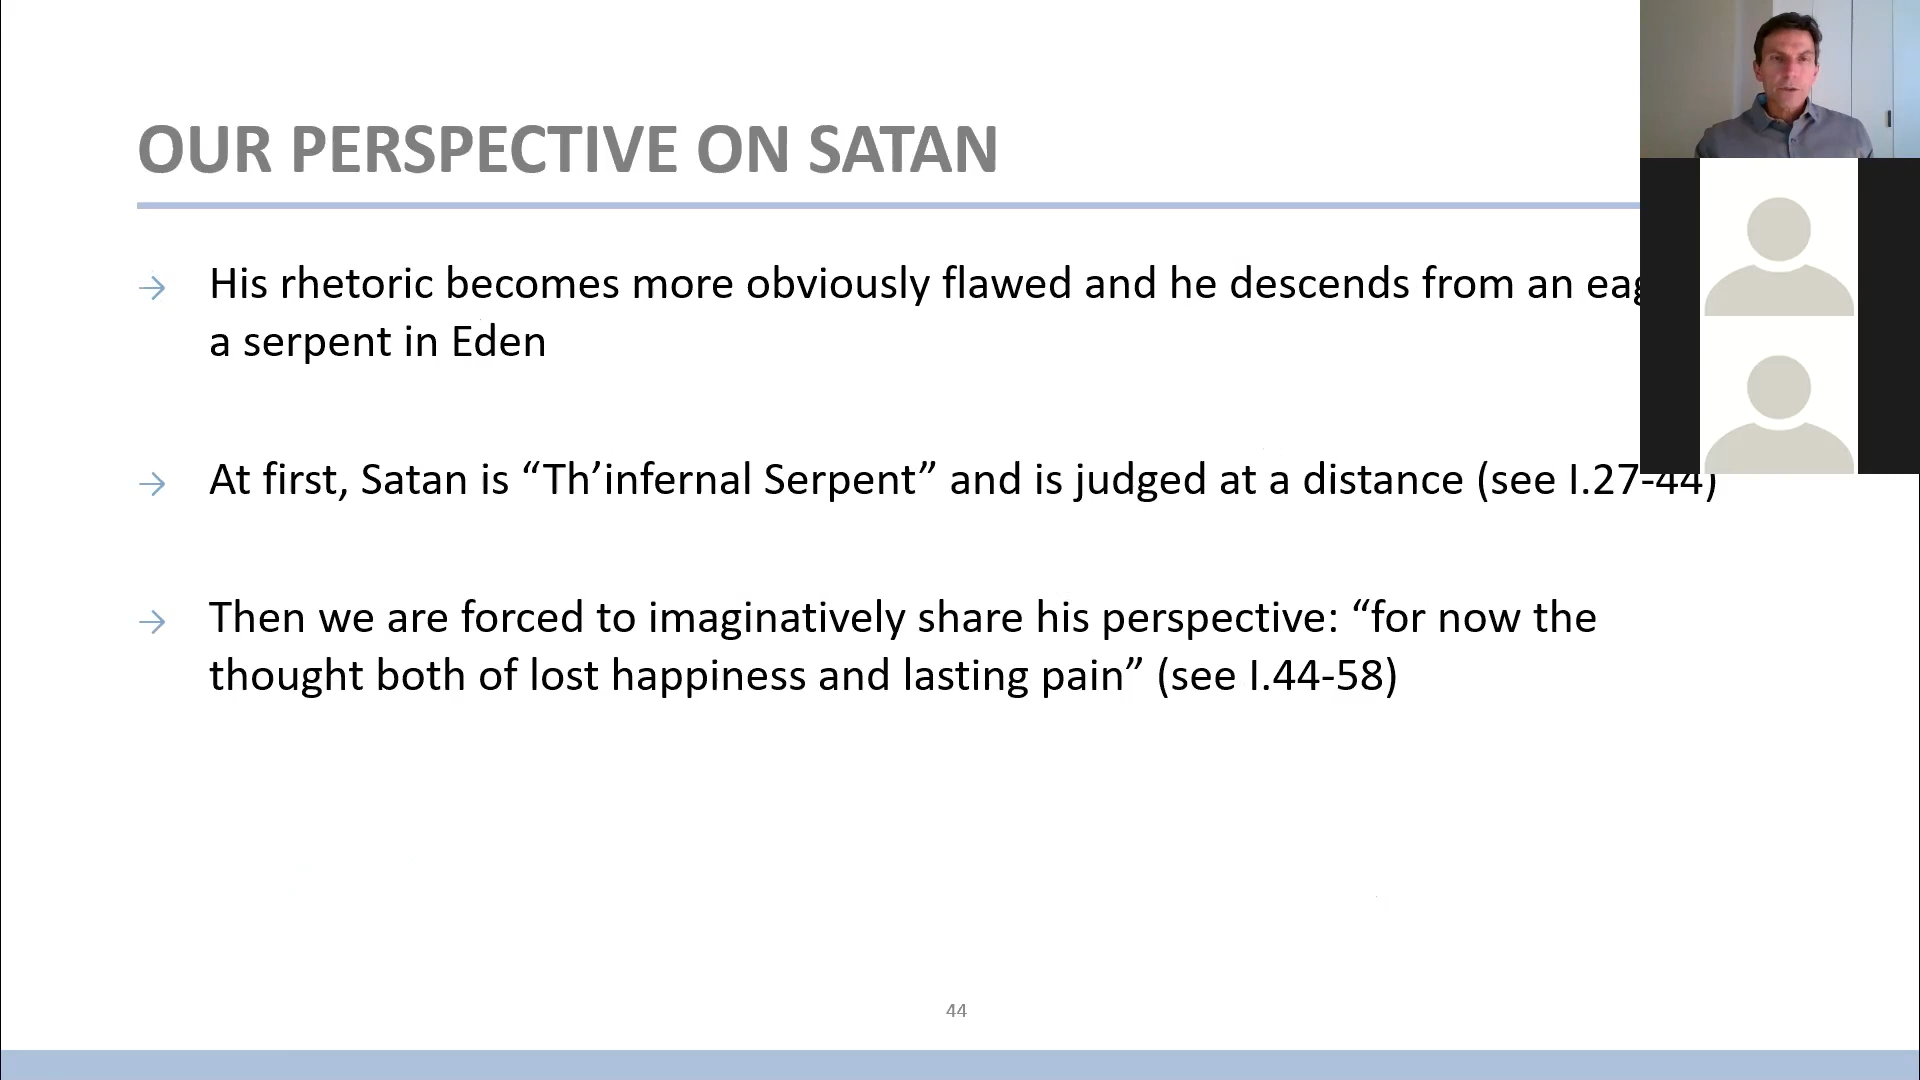 OUR PERSPECTIVE ON SATAN
His rhetoric becomes more obviously flawed and he descends from an
a serpent in Eden
At first, Satan is “Th’infernal Serpent” and is judged at a distance (see I.27-44)
Then we are forced to imaginatively share his perspective: “for now the
thought both of lost happiness and lasting pain” (see I.44-58)
44